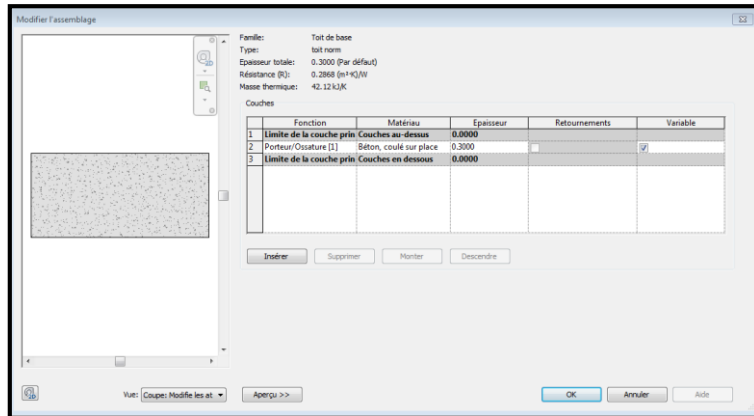 Modifier l'assemblage
Famille: Toit de base
Type: toit norm
Epaisseur totale: 0.3000 (Par défaut)
Résistance (R): 0.2868 (m²·K)/W
Masse thermique: 42.12 kJ/K
Couches
Fonction Matériau Epaisseur Retournements Variable
1 Limite de la couche prin Couches au-dessus 0.0000
2 Porteur/Ossature [1] Béton, coulé sur place 0.3000
3 Limite de la couche prin Couches en dessous 0.0000
Insérer Supprimer Monter Descendre
Vue: Coupe: Modifie les at Aperçu >> OK Annuler Aide